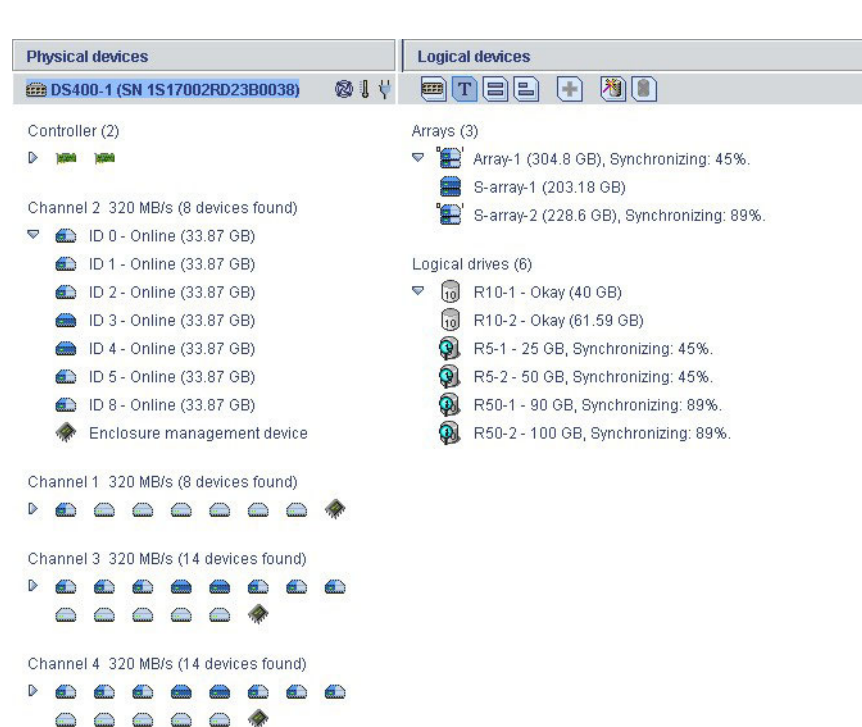 Physical devices
DS400-1 (SN 1S17002RD23B0038)
Controller (2)
Channel 2 320 MB/s (8 devices found)
ID 0 - Online (33.87 GB)
ID 1 - Online (33.87 GB)
ID 2 - Online (33.87 GB)
ID 3 - Online (33.87 GB)
ID 4 - Online (33.87 GB)
ID 5 - Online (33.87 GB)
ID 8 - Online (33.87 GB)
Enclosure management device
Channel 1 320 MB/s (8 devices found)
Channel 3 320 MB/s (14 devices found)
Channel 4 320 MB/s (14 devices found)
Logical devices
T
Arrays (3)
Array-1 (304.8 GB), Synchronizing: 45%.
S-array-1 (203.18 GB)
S-array-2 (228.6 GB), Synchronizing: 89%.
Logical drives (6)
10 R10-1 - Okay (40 GB)
10 R10-2 - Okay (61.59 GB)
R5-1 - 25 GB, Synchronizing: 45%.
R5-2 - 50 GB, Synchronizing: 45%.
R50-1 - 90 GB, Synchronizing: 89%.
R50-2 - 100 GB, Synchronizing: 89%.